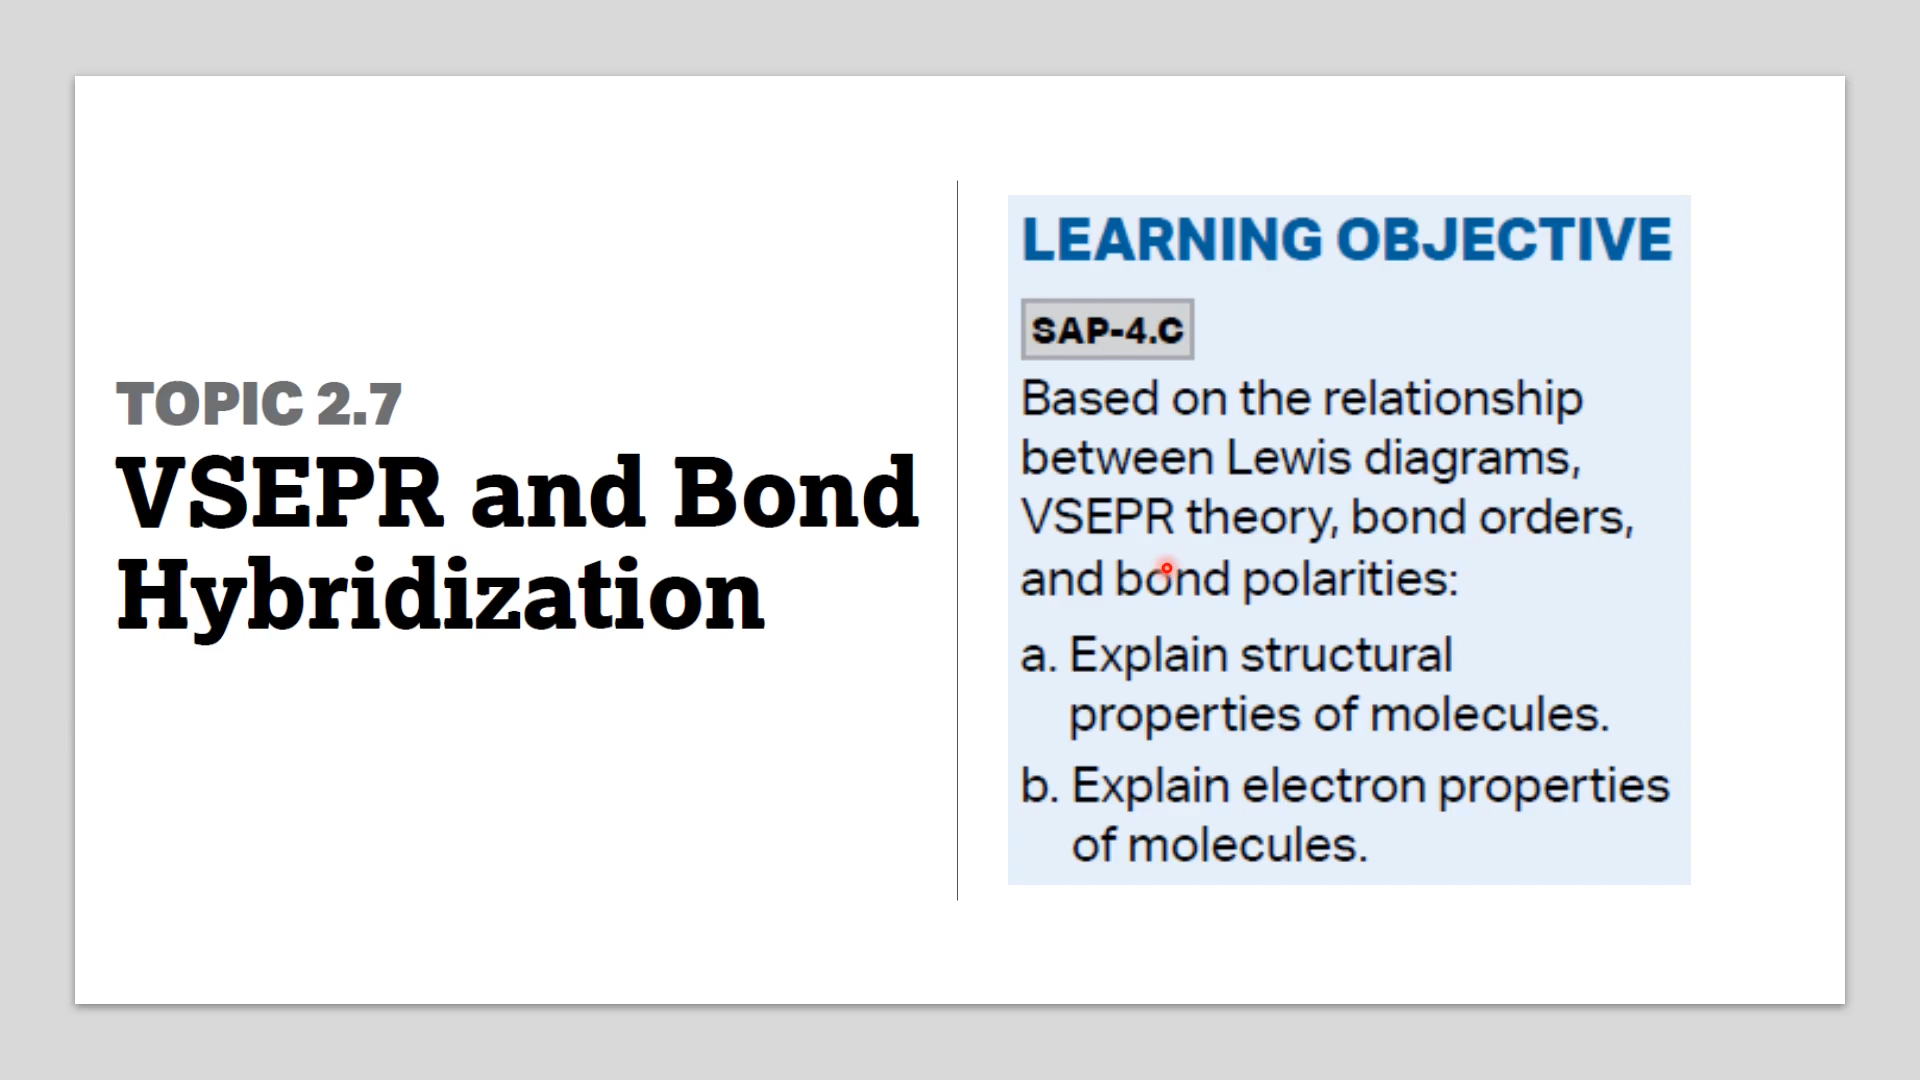 TOPIC 2.7
VSEPR and Bond
Hybridization
LEARNING OBJECTIVE
SAP-4.C
Based on the relationship
between Lewis diagrams,
VSEPR theory, bond orders,
and bond polarities:
a. Explain structural
properties of molecules.
b. Explain electron properties
of molecules.